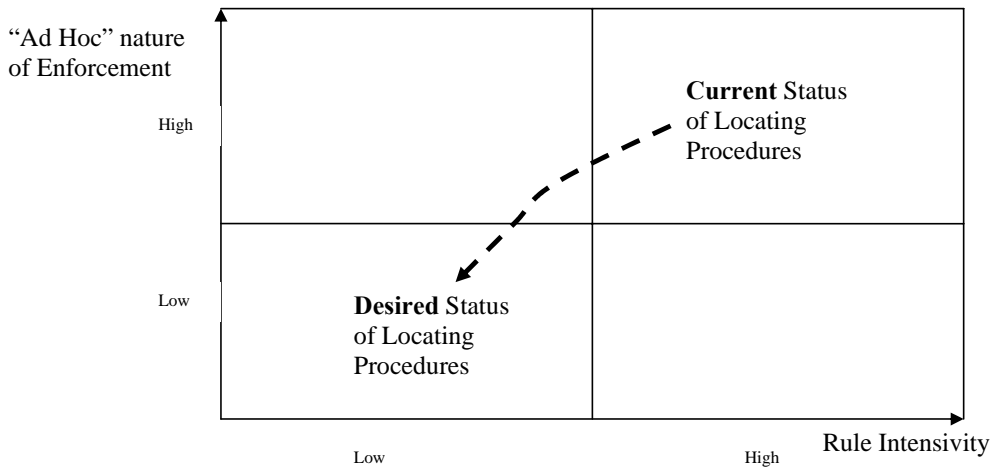 “Ad Hoc” nature
of Enforcement
High
Current Status
of Locating
Procedures
Low
Desired Status
of Locating
Procedures
Rule Intensivity
Low
High